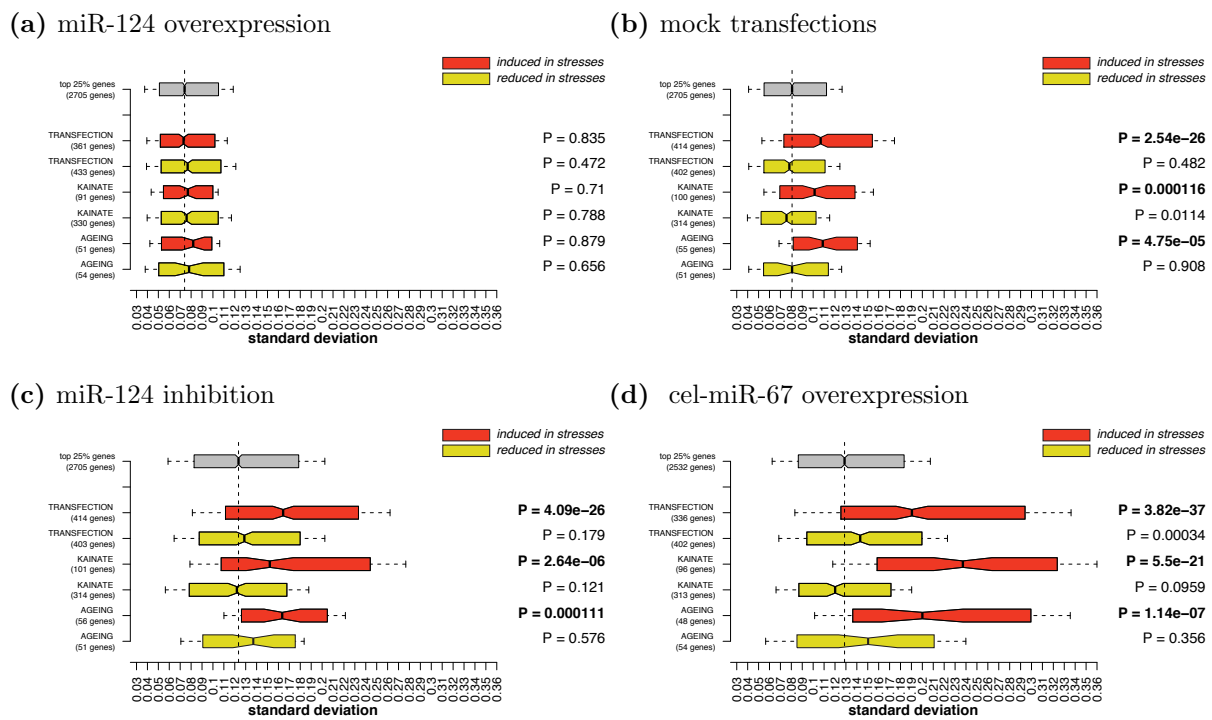 (a) miR-124 overexpression
induced in stresses
reduced in stresses
top 25% genes
(2705 genes)
TRANSFECTION
(361 genes)
P = 0.835
TRANSFECTION
(433 genes)
P = 0.472
KAINATE
(91 genes)
P = 0.71
KAINATE
(330 genes)
P = 0.788
AGEING
(51 genes)
P = 0.879
AGEING
(54 genes)
P = 0.656
0.03 0.04 0.05 0.06 0.07 0.08 0.09 0.1 0.11 0.12 0.13 0.14 0.15 0.16 0.17 0.18 0.19 0.2 0.21 0.22 0.23 0.24 0.25 0.26 0.27 0.28 0.29 0.3 0.31 0.32 0.33 0.34 0.35 0.36
standard deviation
(b) mock transfections
induced in stresses
reduced in stresses
top 25% genes
(2705 genes)
TRANSFECTION
(414 genes)
P = 2.54e−26
TRANSFECTION
(402 genes)
P = 0.482
KAINATE
(100 genes)
P = 0.000116
KAINATE
(314 genes)
P = 0.0114
AGEING
(55 genes)
P = 4.75e−05
AGEING
(51 genes)
P = 0.908
0.03 0.04 0.05 0.06 0.07 0.08 0.09 0.1 0.11 0.12 0.13 0.14 0.15 0.16 0.17 0.18 0.19 0.2 0.21 0.22 0.23 0.24 0.25 0.26 0.27 0.28 0.29 0.3 0.31 0.32 0.33 0.34 0.35 0.36
standard deviation
(c) miR-124 inhibition
induced in stresses
reduced in stresses
top 25% genes
(2705 genes)
TRANSFECTION
(414 genes)
P = 4.09e−26
TRANSFECTION
(403 genes)
P = 0.179
KAINATE
(101 genes)
P = 2.64e−06
KAINATE
(314 genes)
P = 0.121
AGEING
(56 genes)
P = 0.000111
AGEING
(51 genes)
P = 0.576
0.03 0.04 0.05 0.06 0.07 0.08 0.09 0.1 0.11 0.12 0.13 0.14 0.15 0.16 0.17 0.18 0.19 0.2 0.21 0.22 0.23 0.24 0.25 0.26 0.27 0.28 0.29 0.3 0.31 0.32 0.33 0.34 0.35 0.36
standard deviation
(d) cel-miR-67 overexpression
induced in stresses
reduced in stresses
top 25% genes
(2532 genes)
TRANSFECTION
(336 genes)
P = 3.82e−37
TRANSFECTION
(402 genes)
P = 0.00034
KAINATE
(96 genes)
P = 5.5e−21
KAINATE
(313 genes)
P = 0.0959
AGEING
(48 genes)
P = 1.14e−07
AGEING
(54 genes)
P = 0.356
0.03 0.04 0.05 0.06 0.07 0.08 0.09 0.1 0.11 0.12 0.13 0.14 0.15 0.16 0.17 0.18 0.19 0.2 0.21 0.22 0.23 0.24 0.25 0.26 0.27 0.28 0.29 0.3 0.31 0.32 0.33 0.34 0.35 0.36
standard deviation